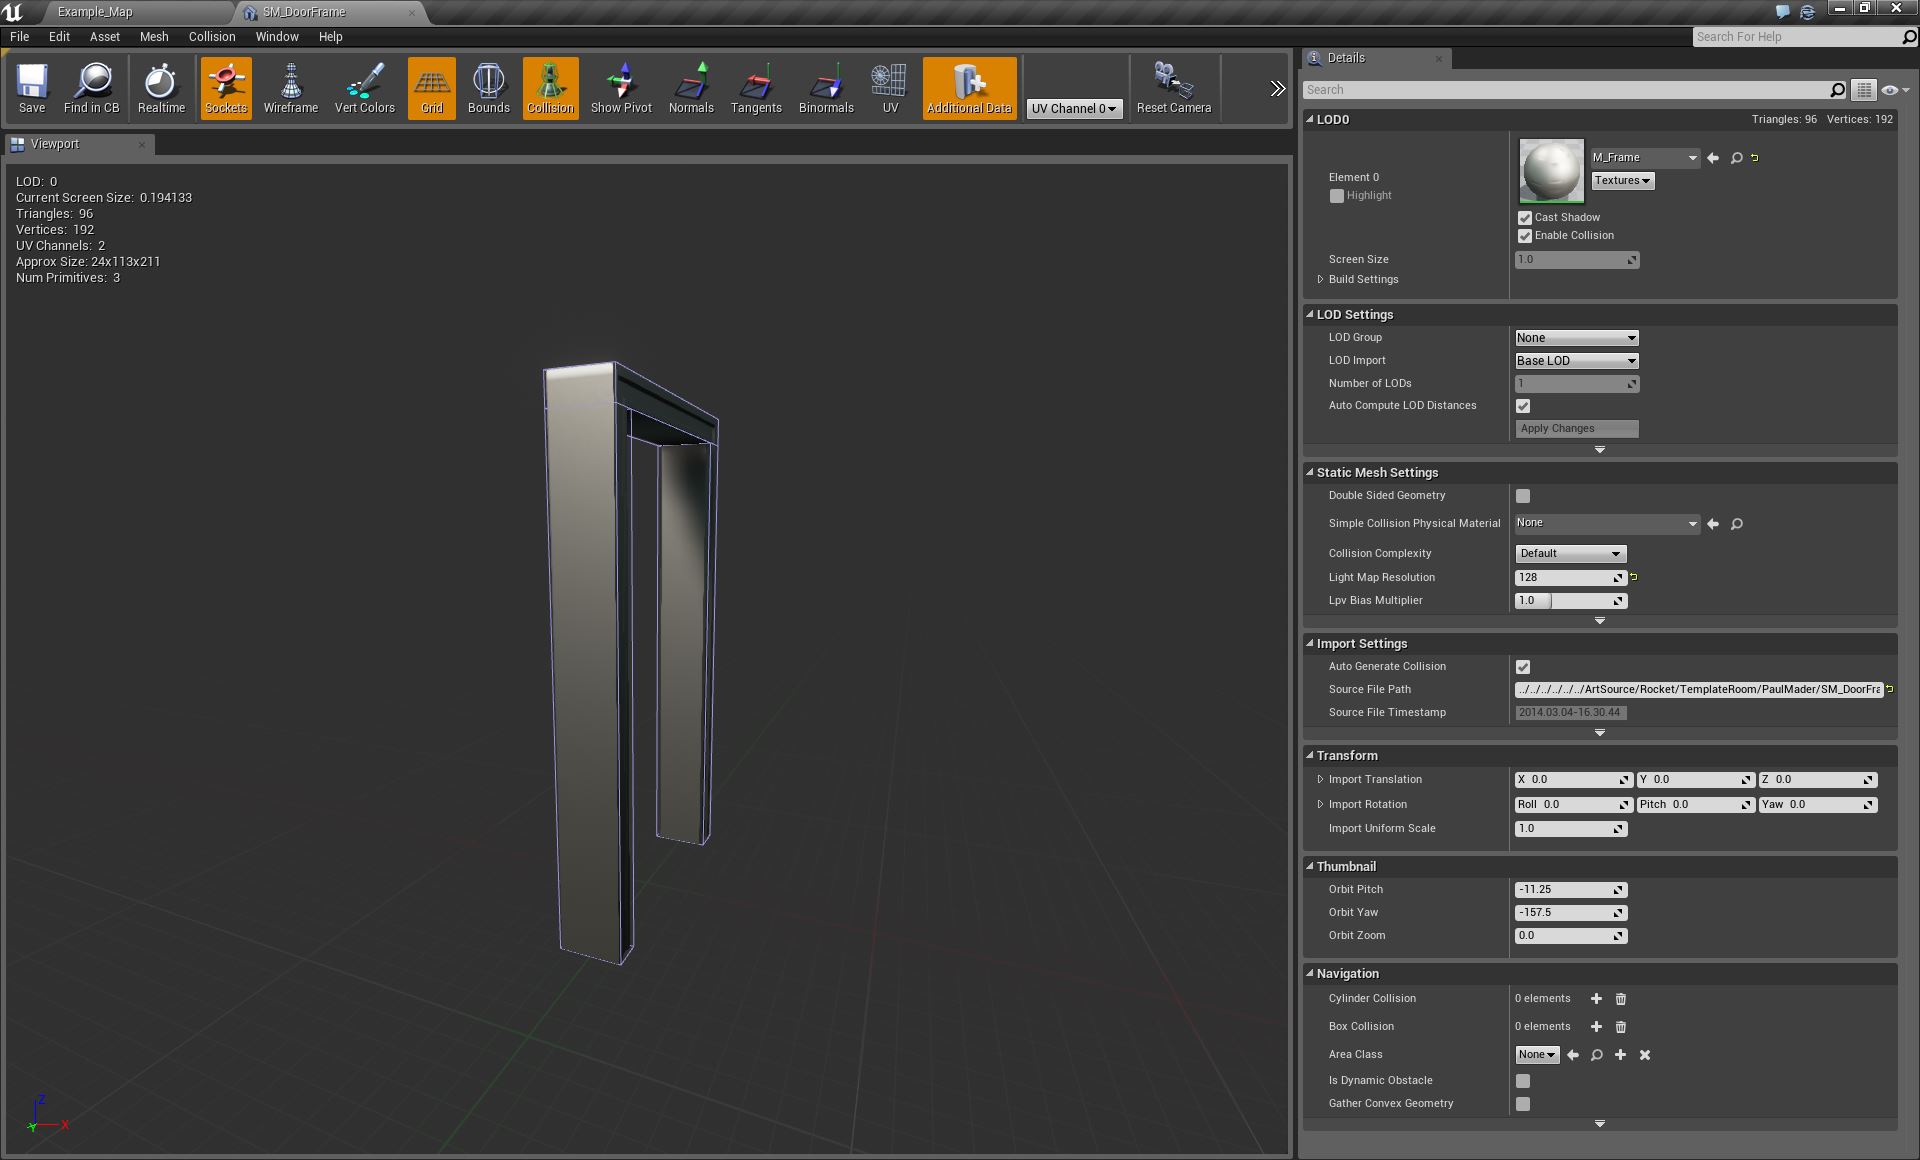 Example_Map
SM_DoorFrame
File Edit Asset Mesh Collision Window Help
Search For Help
Save
Find in CB
Realtime
Sockets
Wireframe
Vert Colors
Grid
Bounds
Collision
Show Pivot
Normals
Tangents
Binormals
UV
Additional Data
UV Channel 0
Reset Camera
Viewport
LOD: 0
Current Screen Size: 0.194133
Triangles: 96
Vertices: 192
UV Channels: 2
Approx Size: 24x113x211
Num Primitives: 3
Z
X
Y
Details
Search
LOD0 Triangles: 96 Vertices: 192
Element 0
Highlight
M_Frame
Textures
Cast Shadow
Enable Collision
Screen Size 1.0
Build Settings
LOD Settings
LOD Group None
LOD Import Base LOD
Number of LODs 1
Auto Compute LOD Distances
Apply Changes
Static Mesh Settings
Double Sided Geometry
Simple Collision Physical Material None
Collision Complexity Default
Light Map Resolution 128
Lpv Bias Multiplier 1.0
Import Settings
Auto Generate Collision
Source File Path ../../../../../../ArtSource/Rocket/TemplateRoom/PaulMader/SM_DoorFra
Source File Timestamp 2014.03.04-16.30.44
Transform
Import Translation X 0.0 Y 0.0 Z 0.0
Import Rotation Roll 0.0 Pitch 0.0 Yaw 0.0
Import Uniform Scale 1.0
Thumbnail
Orbit Pitch -11.25
Orbit Yaw -157.5
Orbit Zoom 0.0
Navigation
Cylinder Collision 0 elements
Box Collision 0 elements
Area Class None
Is Dynamic Obstacle
Gather Convex Geometry